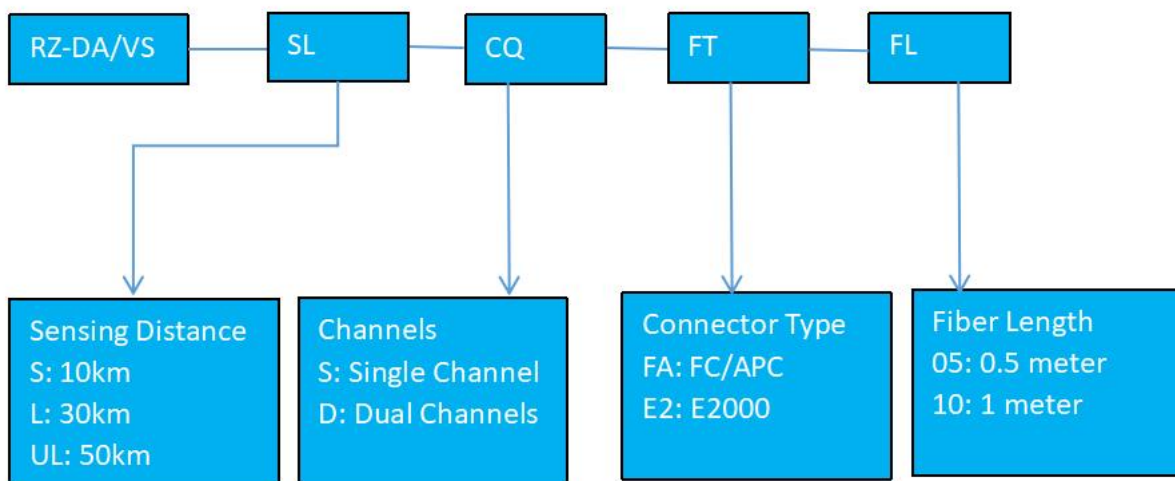 RZ-DA/VS
SL
CQ
FT
FL
Sensing Distance
S: 10km
L: 30km
UL: 50km
Channels
S: Single Channel
D: Dual Channels
Connector Type
FA: FC/APC
E2: E2000
Fiber Length
05: 0.5 meter
10: 1 meter